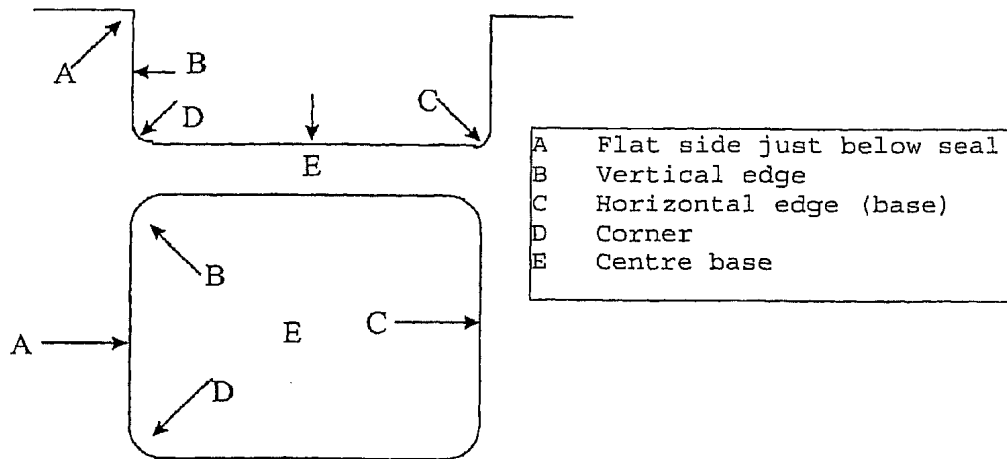 A
B
D
C
E
A Flat side just below seal
B Vertical edge
C Horizontal edge (base)
D Corner
E Centre base
B
A
E
C
D